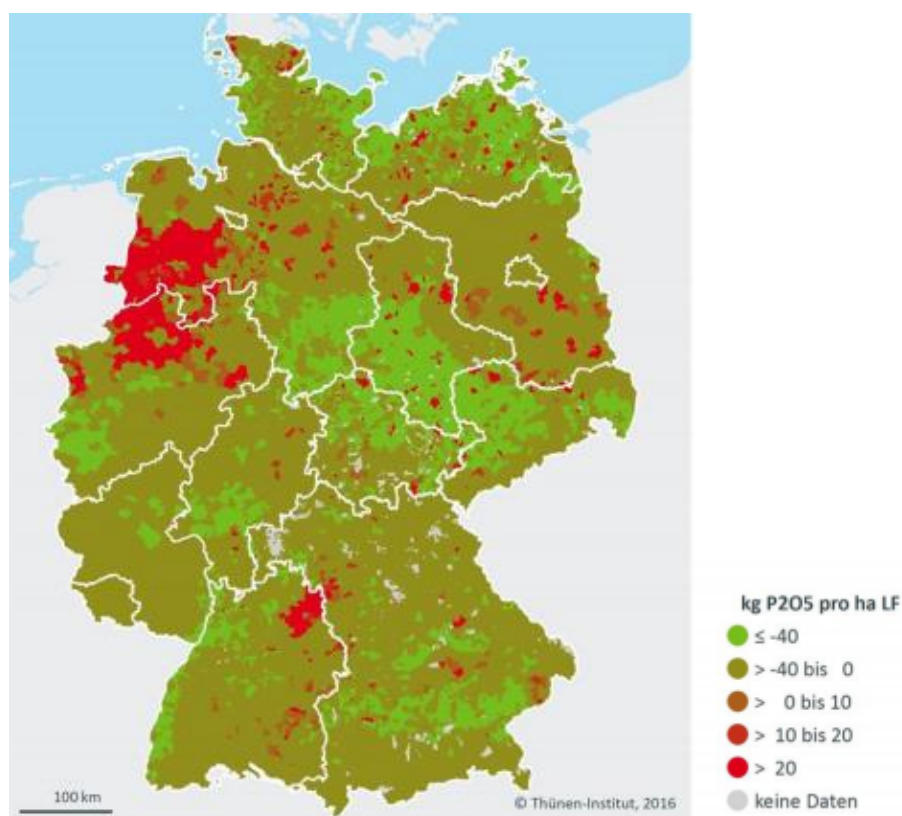 kg P2O5 pro ha LF
≤ -40
> -40 bis 0
> 0 bis 10
> 10 bis 20
> 20
keine Daten
100 km
© Thünen-Institut, 2016